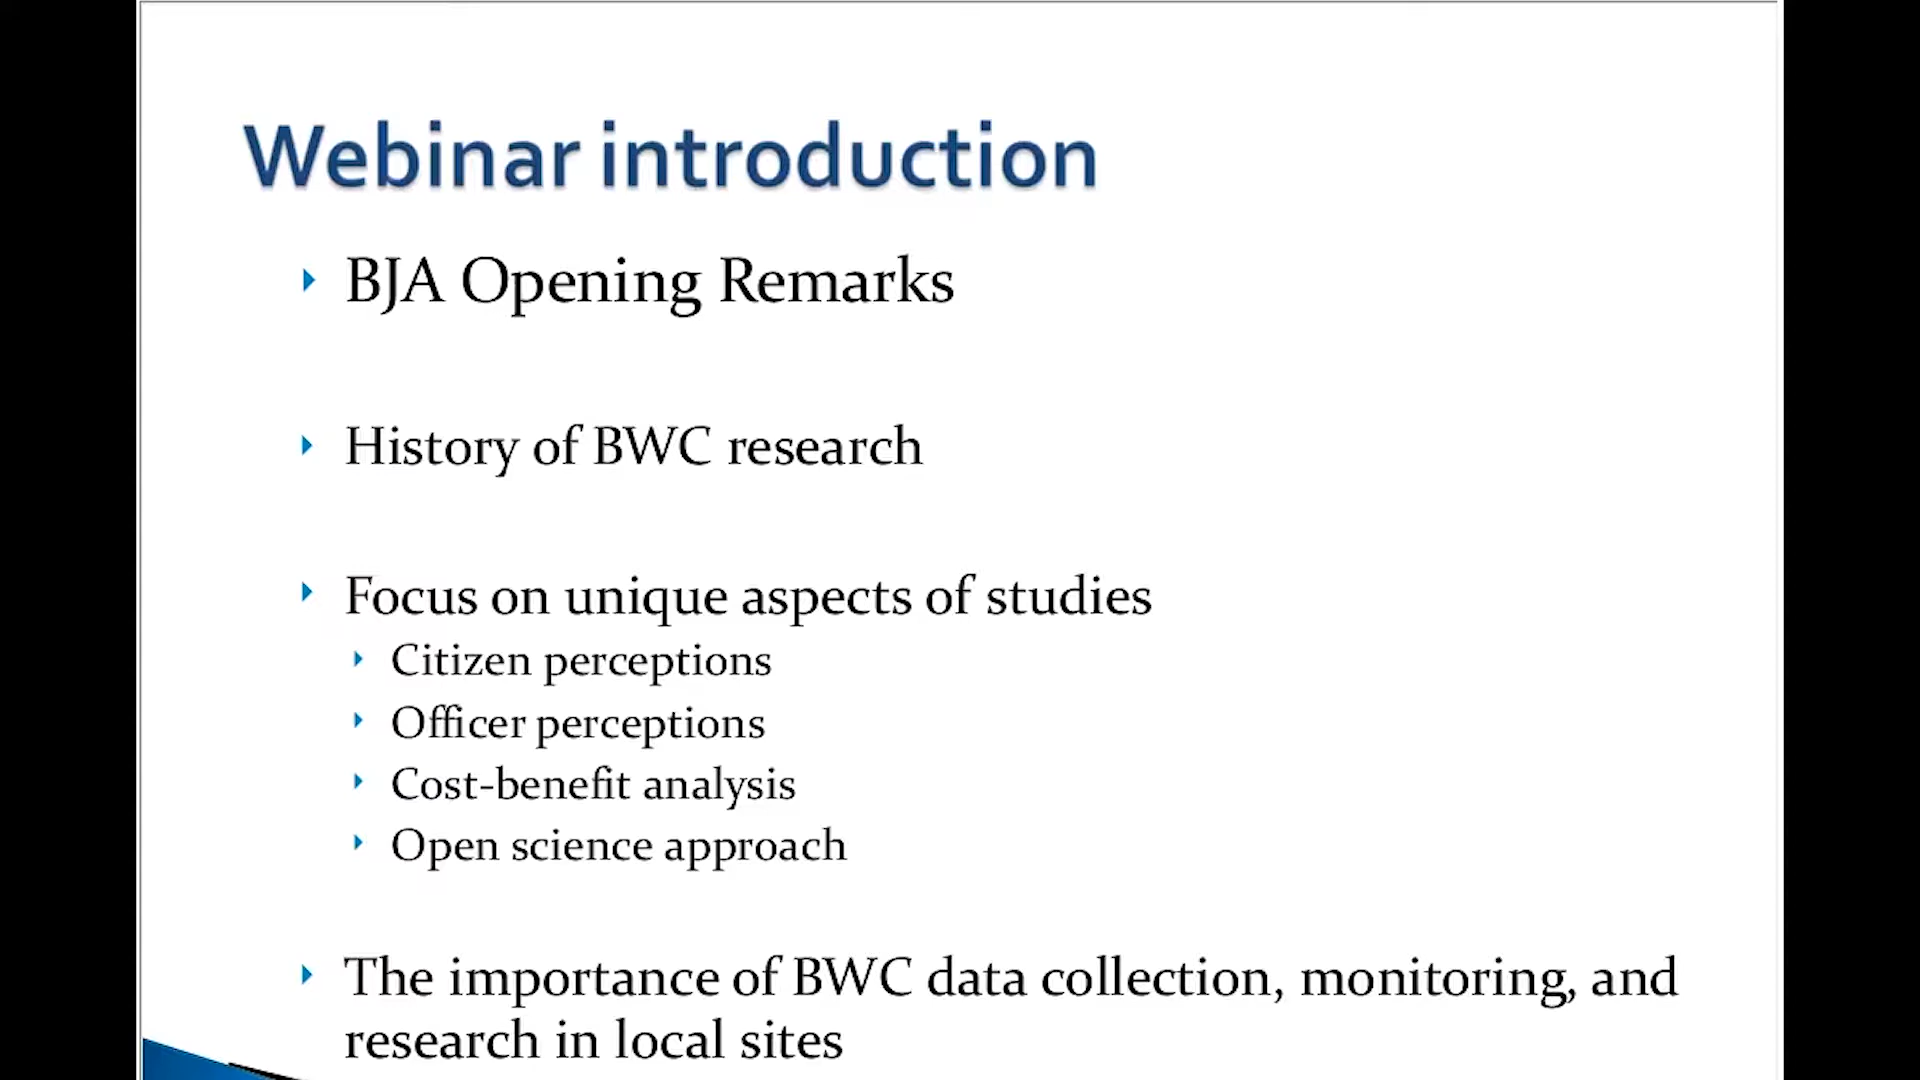 Webinar introduction
BJA Opening Remarks
History of BWC research
Focus on unique aspects of studies
Citizen perceptions
Officer perceptions
Cost-benefit analysis
Open science approach
The importance of BWC data collection, monitoring, and
research in local sites